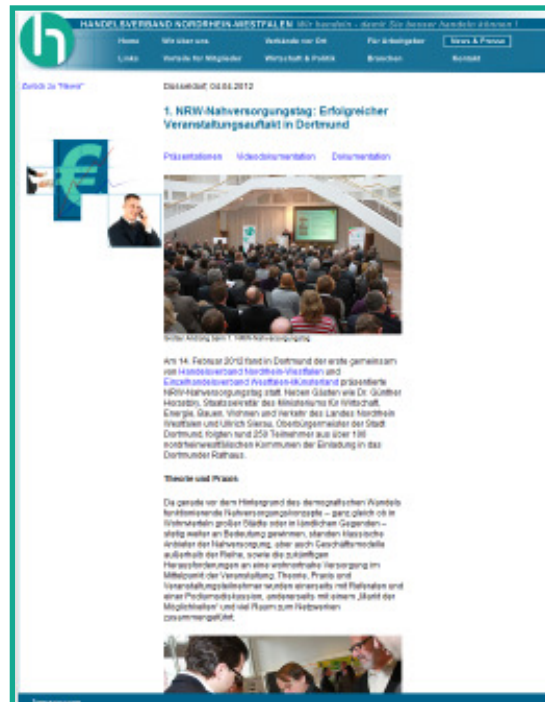 HANDELSVERBAND NORDRHEIN-WESTFALEN Wir handeln - damit Sie besser handeln können !
Home Wir über uns Verbände vor Ort Für Arbeitgeber News & Presse
Links Vorteile für Mitglieder Wirtschaft & Politik Branchen Kontakt
Zurück zu "News"
Düsseldorf, 04.04.2012
1. NRW-Nahversorgungstag: Erfolgreicher
Veranstaltungsauftakt in Dortmund
Präsentationen Videodokumentation Dokumentation
Großer Andrang beim 1. NRW-Nahversorgungstag
Am 14. Februar 2012 fand in Dortmund der erste gemeinsam
von Handelsverband Nordrhein-Westfalen und
Einzelhandelsverband Westfalen-Münsterland präsentierte
NRW-Nahversorgungstag statt. Neben Gästen wie Dr. Günther
Horzetzky, Staatssekretär des Ministeriums für Wirtschaft,
Energie, Bauen, Wohnen und Verkehr des Landes Nordrhein
Westfalen und Ullrich Sierau, Oberbürgermeister der Stadt
Dortmund, folgten rund 250 Teilnehmer aus über 100
nordrheinwestfälischen Kommunen der Einladung in das
Dortmunder Rathaus.
Theorie und Praxis
Da gerade vor dem Hintergrund des demografischen Wandels
funktionierende Nahversorgungskonzepte – ganz gleich ob in
Wohnvierteln großer Städte oder in ländlichen Gegenden –
stetig weiter an Bedeutung gewinnen, standen klassische
Anbieter der Nahversorgung, aber auch Geschäftsmodelle
außerhalb der Reihe, sowie die zukünftigen
Herausforderungen an eine wohnortnahe Versorgung im
Mittelpunkt der Veranstaltung. Theorie, Praxis und
Veranstaltungsteilnehmer wurden einerseits mit Referaten und
einer Podiumsdiskussion, andererseits mit einem „Markt der
Möglichkeiten“ und viel Raum zum Netzwerken
zusammengeführt.